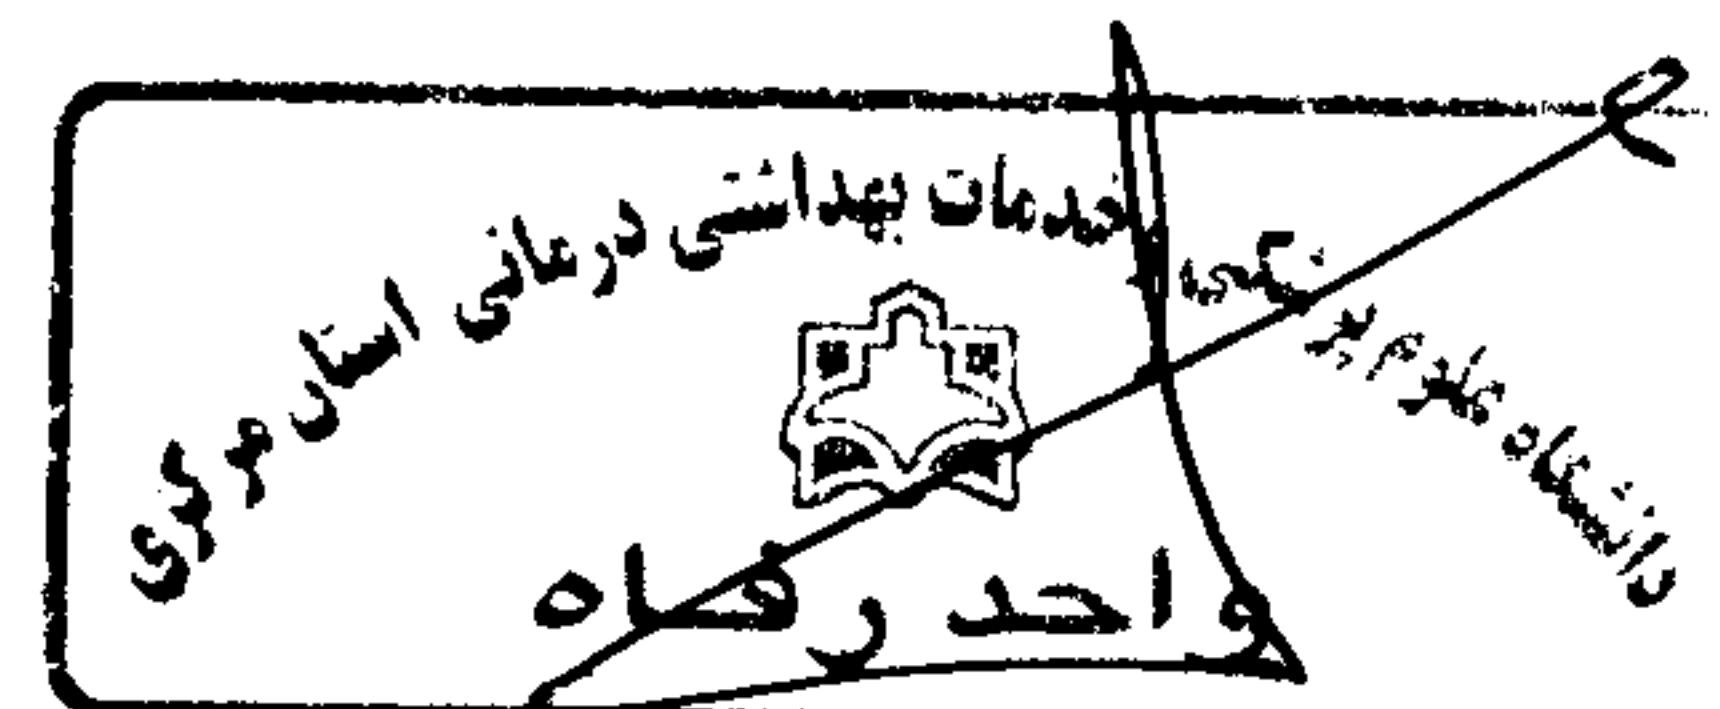 دانشگاه علوم پزشکی و خدمات بهداشتی درمانی استان مرکزی
واحد رفاه